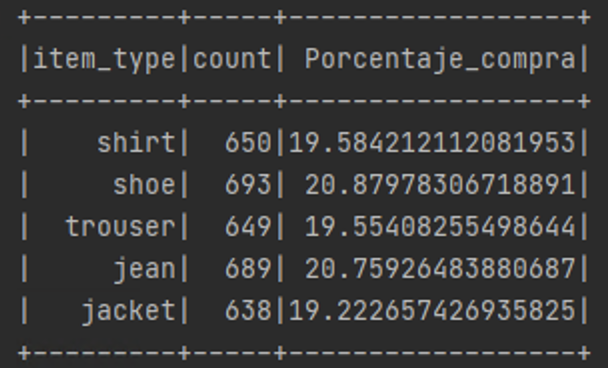 +---------+-----+------------------+
|item_type|count| Porcentaje_compra|
+---------+-----+------------------+
|    shirt|  650|19.584212112081953|
|     shoe|  693| 20.87978306718891|
|  trouser|  649| 19.55408255498644|
|     jean|  689| 20.75926483880687|
|   jacket|  638|19.222657426935825|
+---------+-----+------------------+